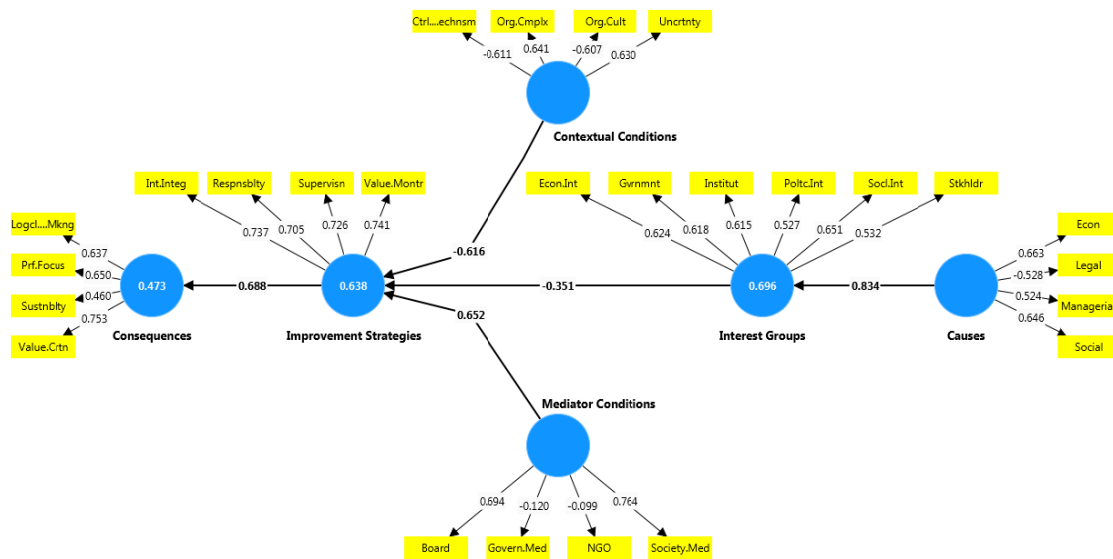 Ctrl....echnsm
Org.Cmplx
Org.Cult
Uncrtnty
-0.611
0.641
-0.607
0.630
Contextual Conditions
Int.Integ
Respnsblty
Supervisn
Value.Montr
0.737
0.705
0.726
0.741
Econ.Int
Gvrnmnt
Institut
Poltc.Int
Socl.Int
Stkhldr
0.624
0.618
0.615
0.527
0.651
0.532
Logcl....Mkng
Prf.Focus
Sustnblty
Value.Crtn
0.637
0.650
0.460
0.753
0.473
Consequences
0.688
0.638
Improvement Strategies
-0.616
-0.351
0.652
0.696
Interest Groups
0.834
Causes
Econ
Legal
Manageria
Social
0.663
-0.528
0.524
0.646
Mediator Conditions
0.694
-0.120
-0.099
0.764
Board
Govern.Med
NGO
Society.Med